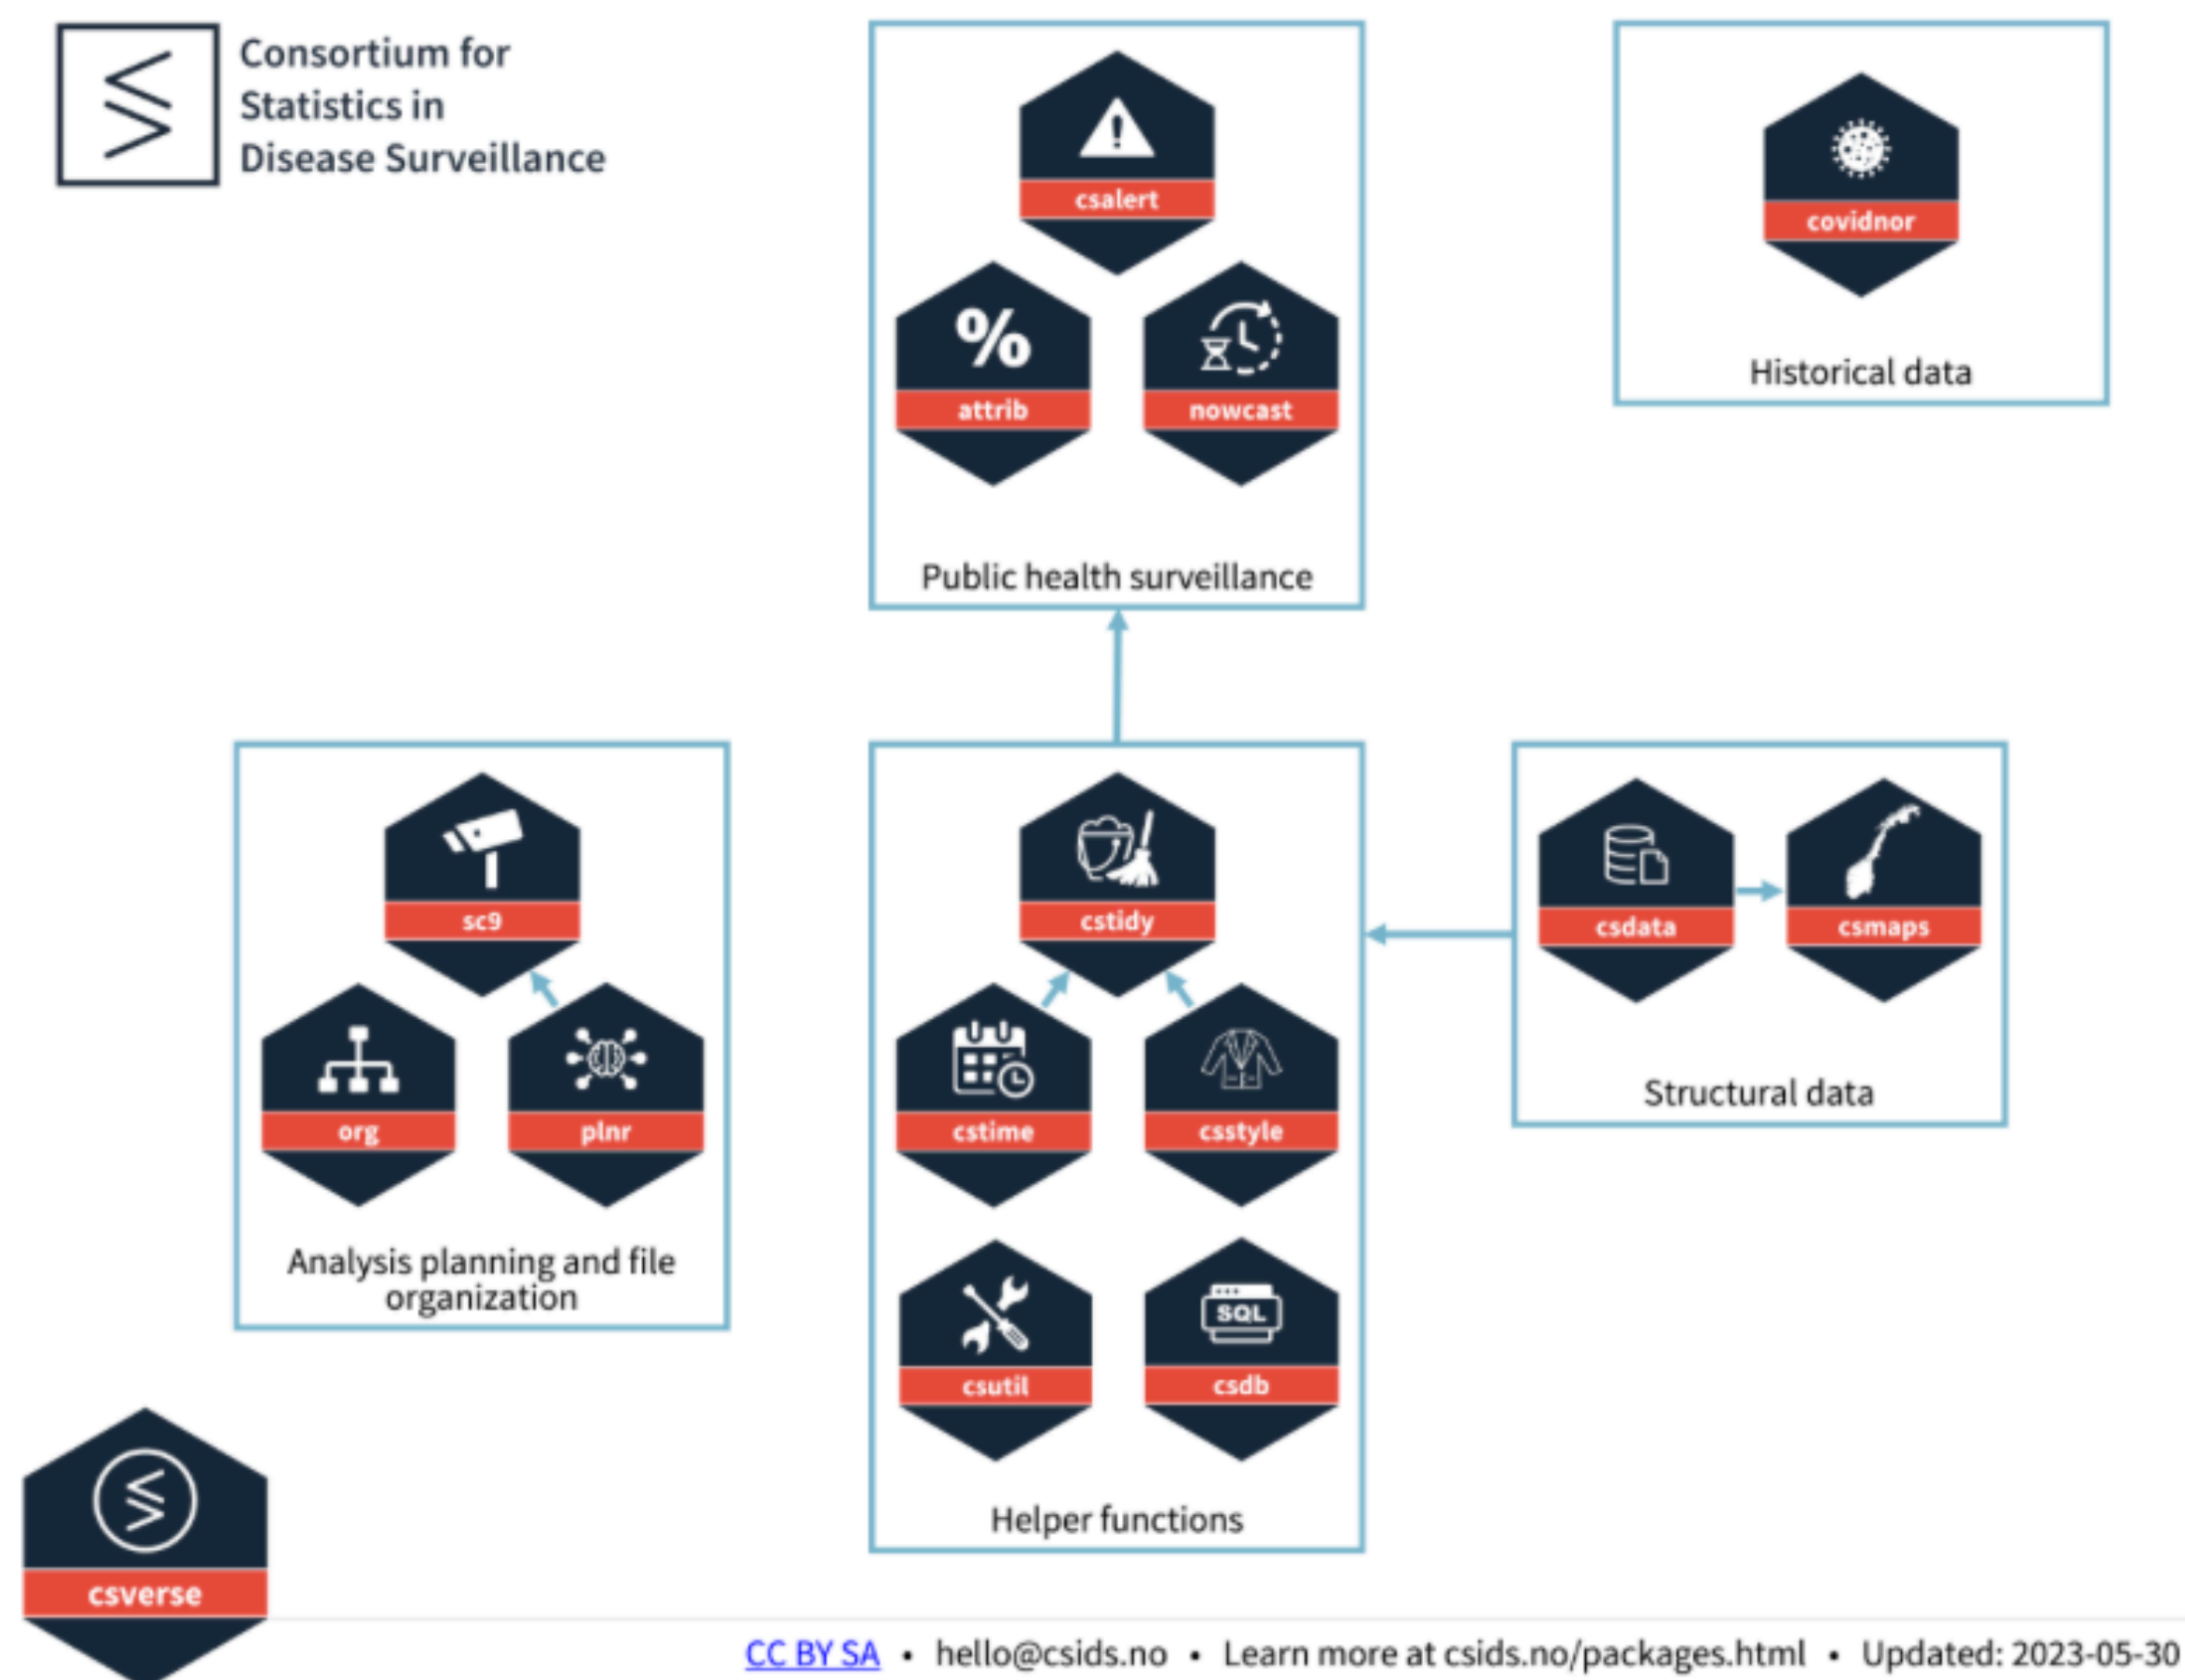 Consortium for
Statistics in
Disease Surveillance
csalert
attrib
nowcast
Public health surveillance
covidnor
Historical data
sc9
org
plnr
Analysis planning and file
organization
cstidy
cstime
csstyle
csutil
SQL
csdb
Helper functions
csdata
csmaps
Structural data
csverse
CC BY SA • hello@csids.no • Learn more at csids.no/packages.html • Updated: 2023-05-30